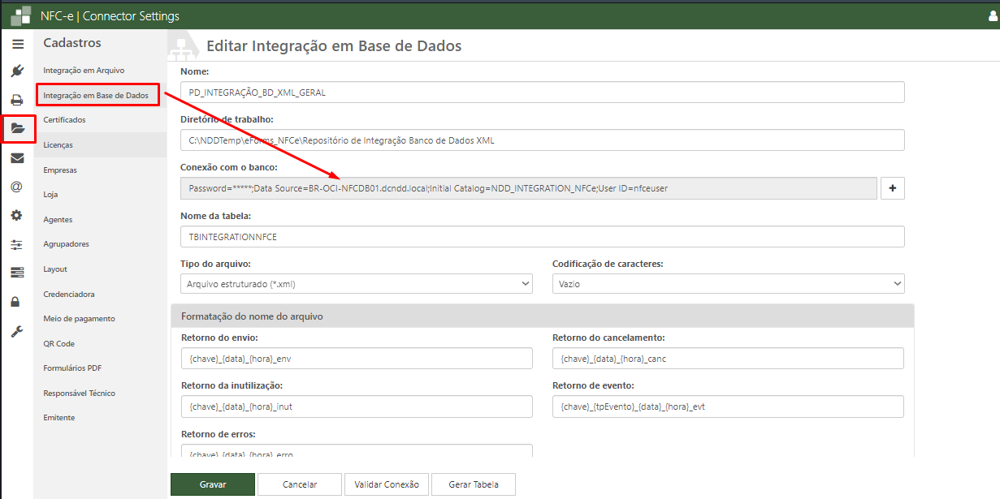 NFC-e | Connector Settings
Cadastros
Integração em Arquivo
Integração em Base de Dados
Certificados
Licenças
Empresas
Loja
Agentes
Agrupadores
Layout
Credenciadora
Meio de pagamento
QR Code
Formulários PDF
Responsável Técnico
Emitente
Editar Integração em Base de Dados
Nome:
PD_INTEGRAÇÃO_BD_XML_GERAL
Diretório de trabalho:
C:\NDDTemp\eForms_NFCe\Repositório de Integração Banco de Dados XML
Conexão com o banco:
Password=*****;Data Source=BR-OCI-NFCDB01.dcndd.local;Initial Catalog=NDD_INTEGRATION_NFCe;User ID=nfceuser
+
Nome da tabela:
TBINTEGRATIONNFCE
Tipo do arquivo:
Codificação de caracteres:
Arquivo estruturado (*.xml)
Vazio
Formatação do nome do arquivo
Retorno do envio:
Retorno do cancelamento:
{chave}_{data}_{hora}_env
{chave}_{data}_{hora}_canc
Retorno da inutilização:
Retorno de evento:
{chave}_{data}_{hora}_inut
{chave}_{tpEvento}_{data}_{hora}_evt
Retorno de erros:
{chave}_{data}_{hora}_erro
Gravar
Cancelar
Validar Conexão
Gerar Tabela